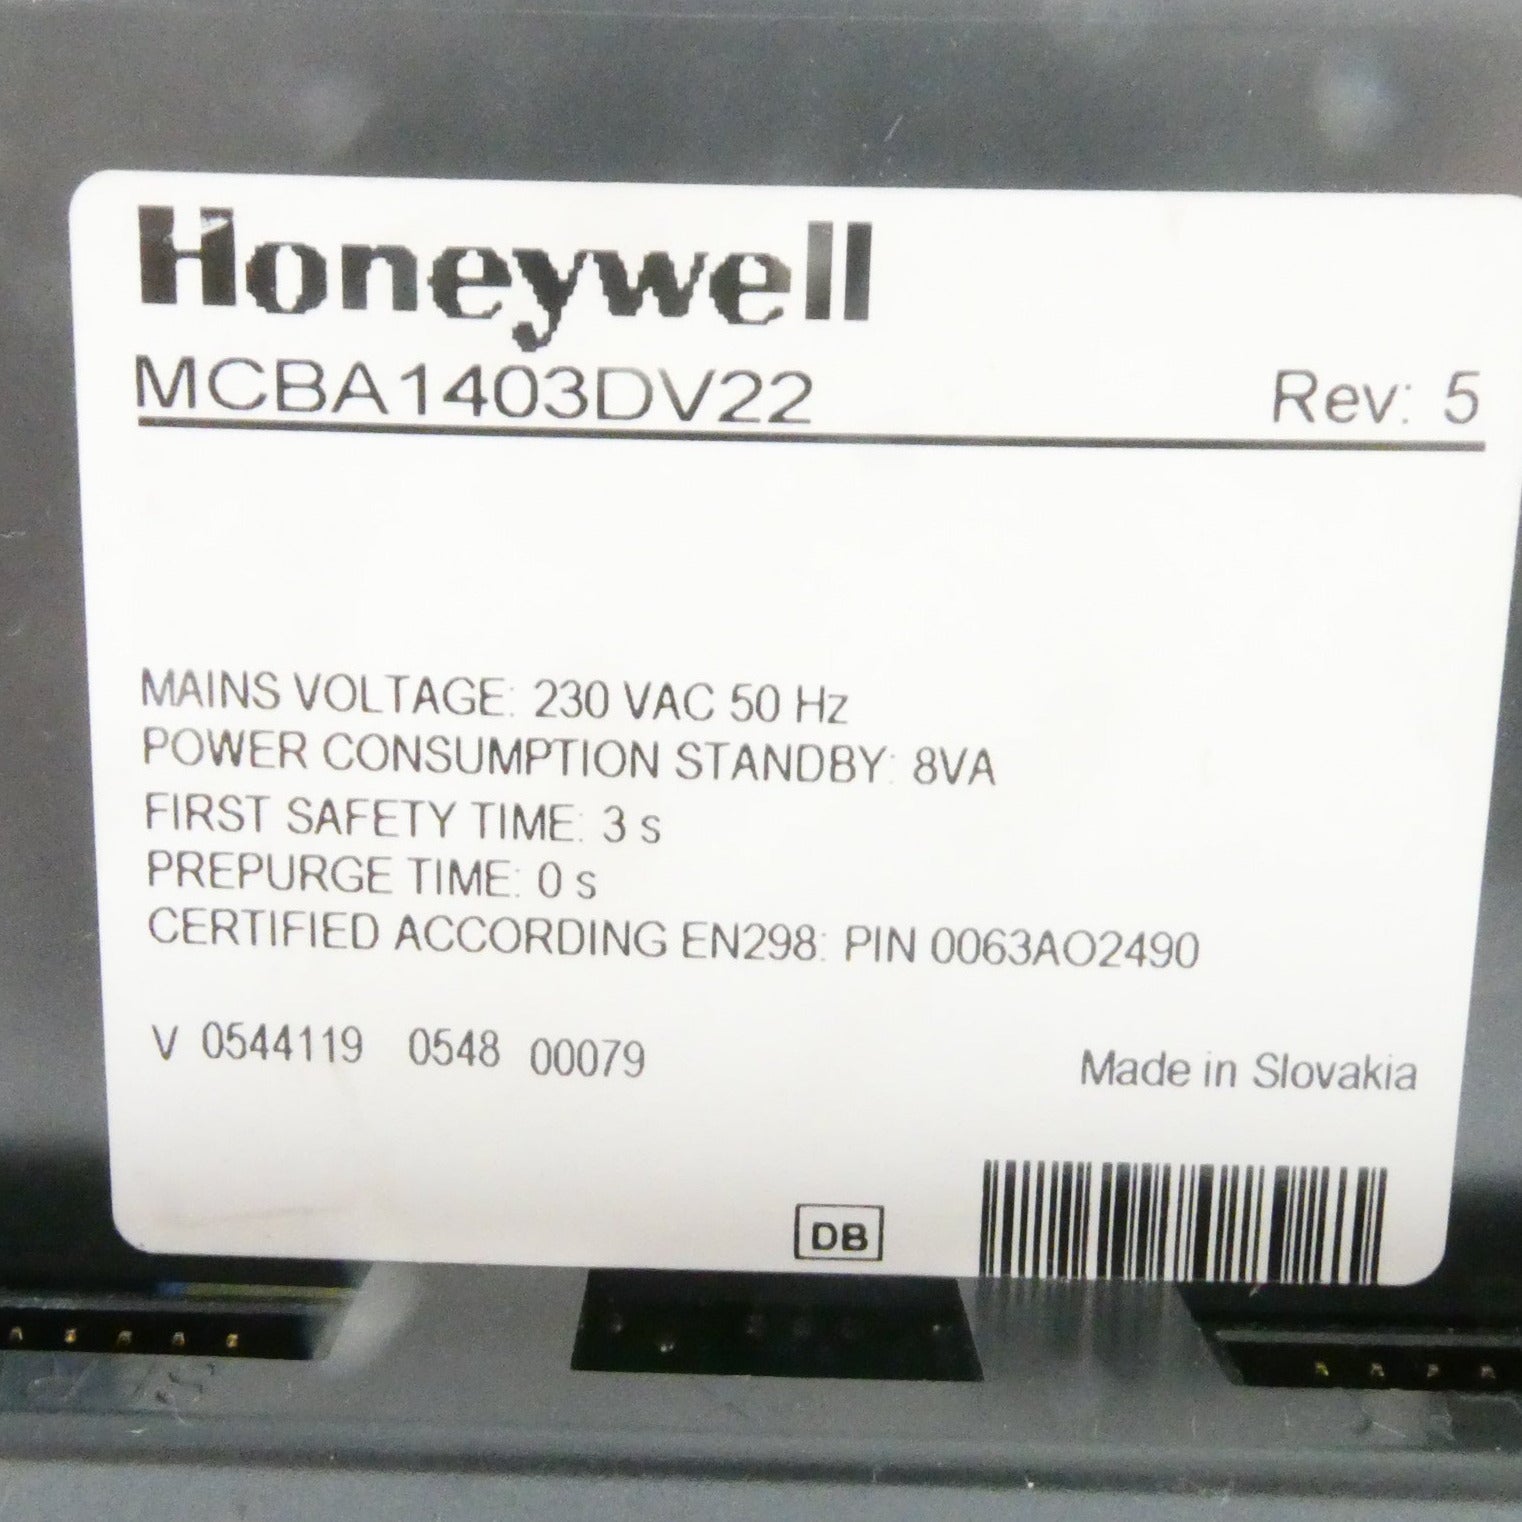 Honeywell
MCBA1403DV22 Rev: 5
MAINS VOLTAGE: 230 VAC 50 Hz
POWER CONSUMPTION STANDBY: 8VA
FIRST SAFETY TIME: 3 s
PREPURGE TIME: 0 s
CERTIFIED ACCORDING EN298: PIN 0063AO2490
V 0544119 0548 00079
Made in Slovakia
DB